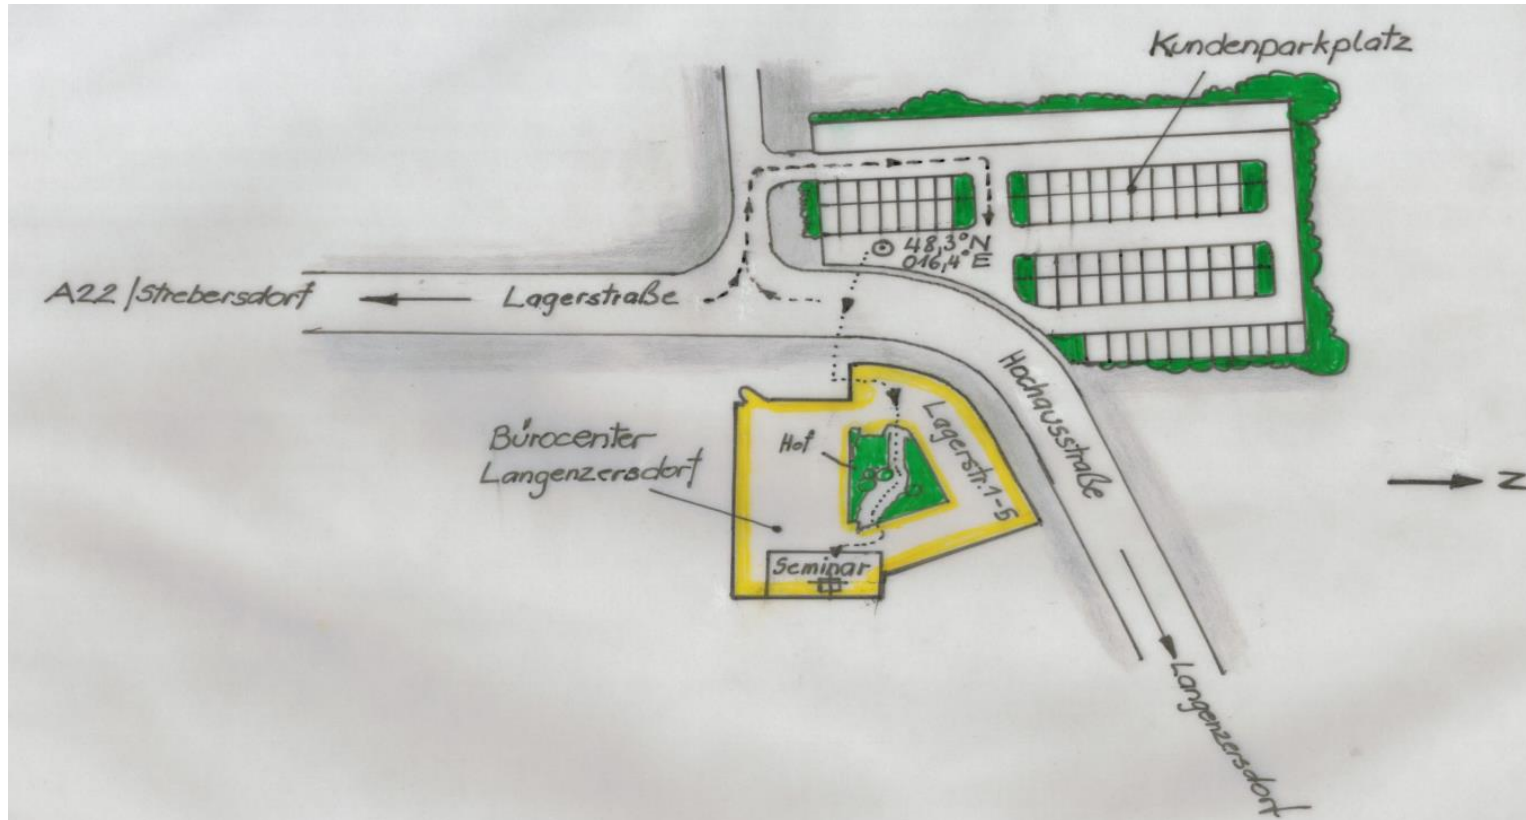 Kundenparkplatz
48,3°N
016,4°E
A22/Strebersdorf
Lagerstraße
Hochausstraße
Bürocenter
Langenzersdorf
Hof
Lagerstr. 1-5
Seminar
N
Langenzersdorf